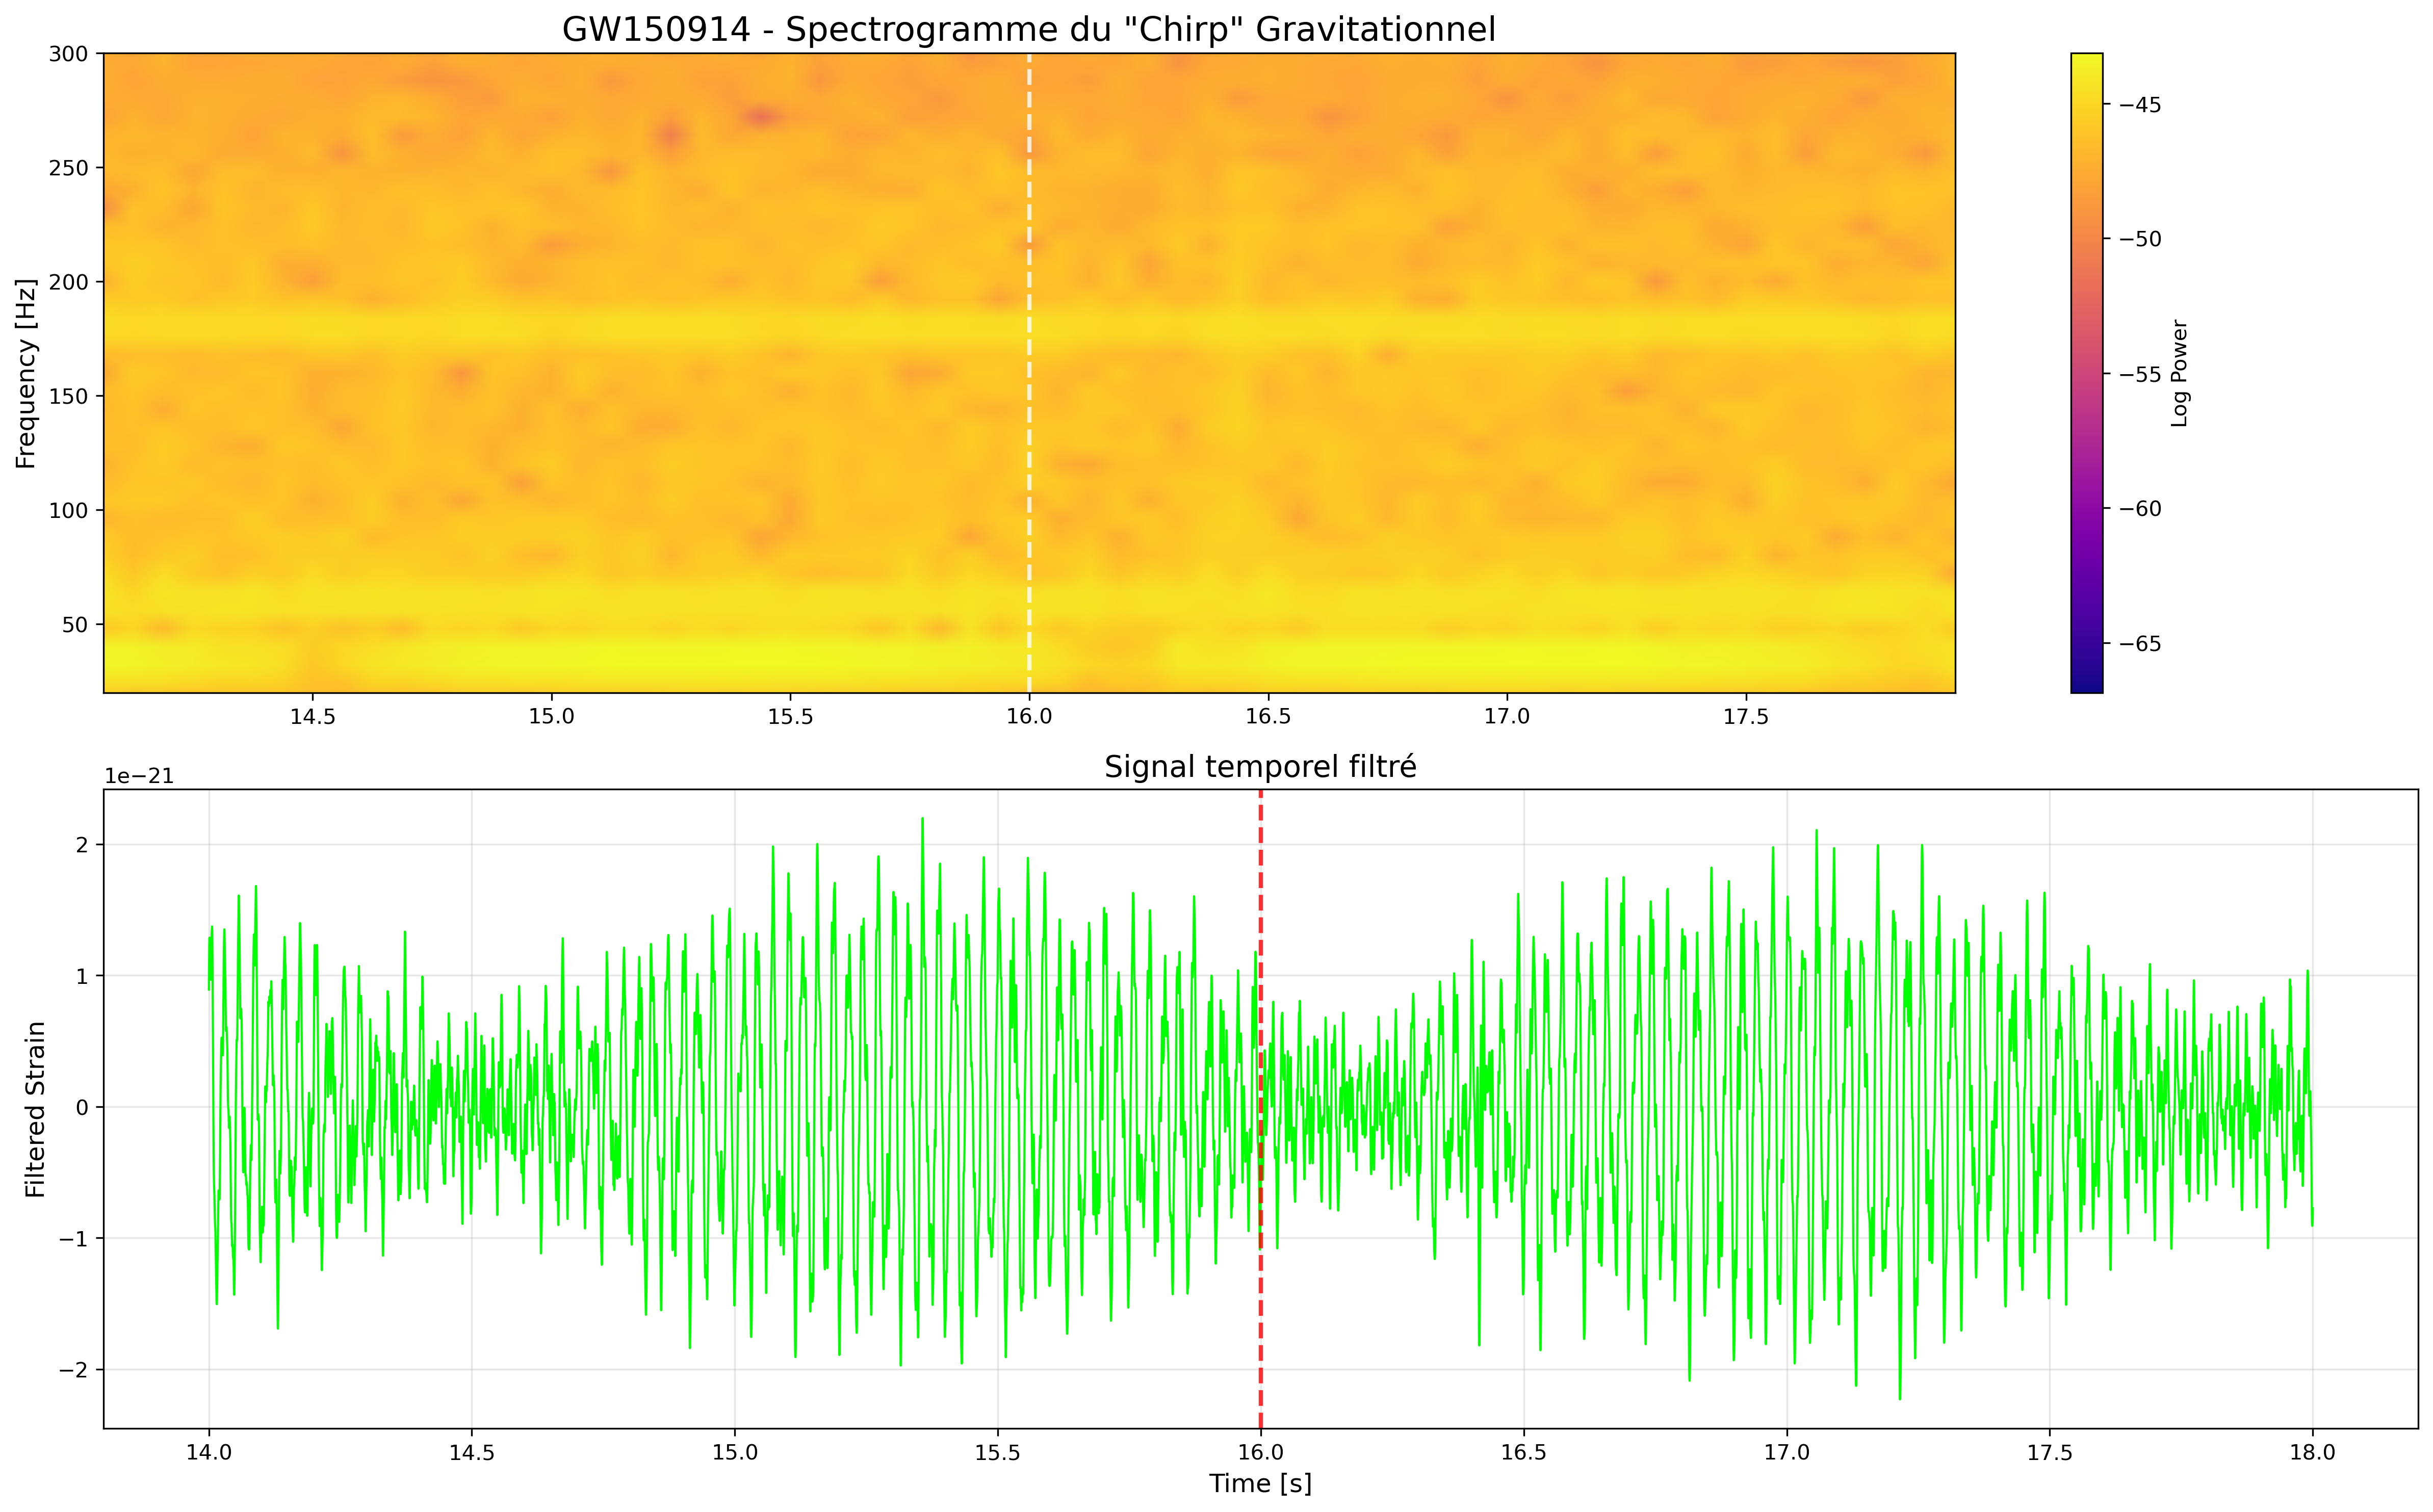 GW150914 - Spectrogramme du "Chirp" Gravitationnel
300
250
200
150
100
50
Frequency [Hz]
14.5 15.0 15.5 16.0 16.5 17.0 17.5
−45
−50
−55
−60
−65
Log Power
Signal temporel filtré
1e−21
2
1
0
−1
−2
Filtered Strain
14.0 14.5 15.0 15.5 16.0 16.5 17.0 17.5 18.0
Time [s]